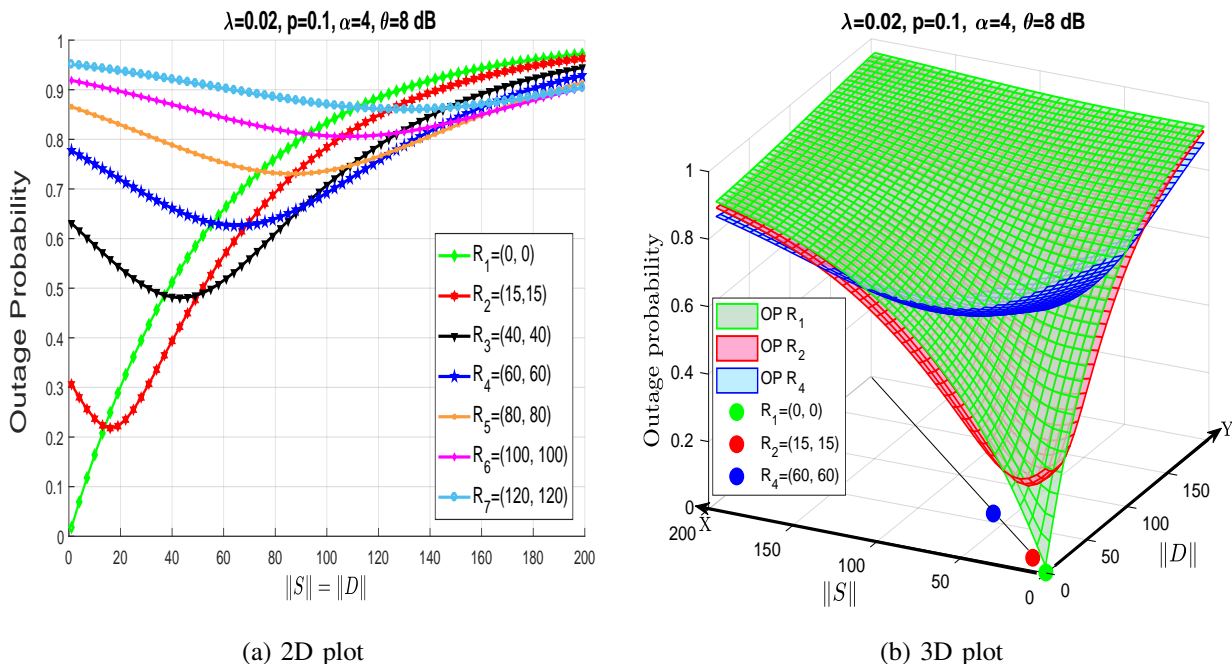 λ=0.02, p=0.1, α=4, θ=8 dB
Outage Probability
1
0.9
0.8
0.7
0.6
0.5
0.4
0.3
0.2
0.1
0
0 20 40 60 80 100 120 140 160 180 200
‖S‖ = ‖D‖
R₁=(0, 0)
R₂=(15,15)
R₃=(40, 40)
R₄=(60, 60)
R₅=(80, 80)
R₆=(100, 100)
R₇=(120, 120)
(a) 2D plot
λ=0.02, p=0.1, α=4, θ=8 dB
Outage probability
1
0.8
0.6
0.4
0.2
0
OP R₁
OP R₂
OP R₄
R₁=(0, 0)
R₂=(15, 15)
R₄=(60, 60)
X
200
150
100
50
0
‖S‖
0
50
100
150
Y
‖D‖
(b) 3D plot